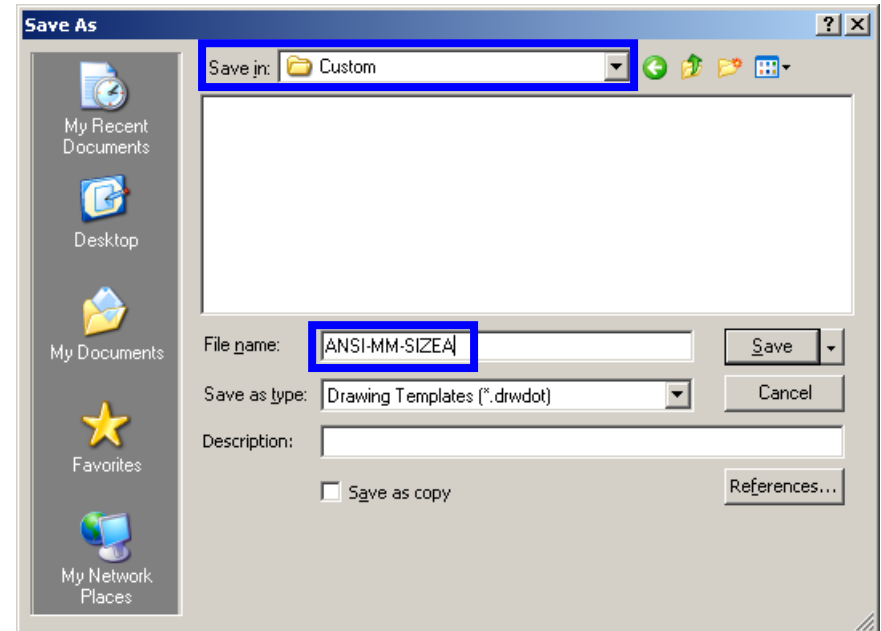 Save As
Save in: Custom
My Recent
Documents
Desktop
My Documents
Favorites
My Network
Places
File name: ANSI-MM-SIZEA
Save
Save as type: Drawing Templates (*.drwdot)
Cancel
Description:
Save as copy
References...